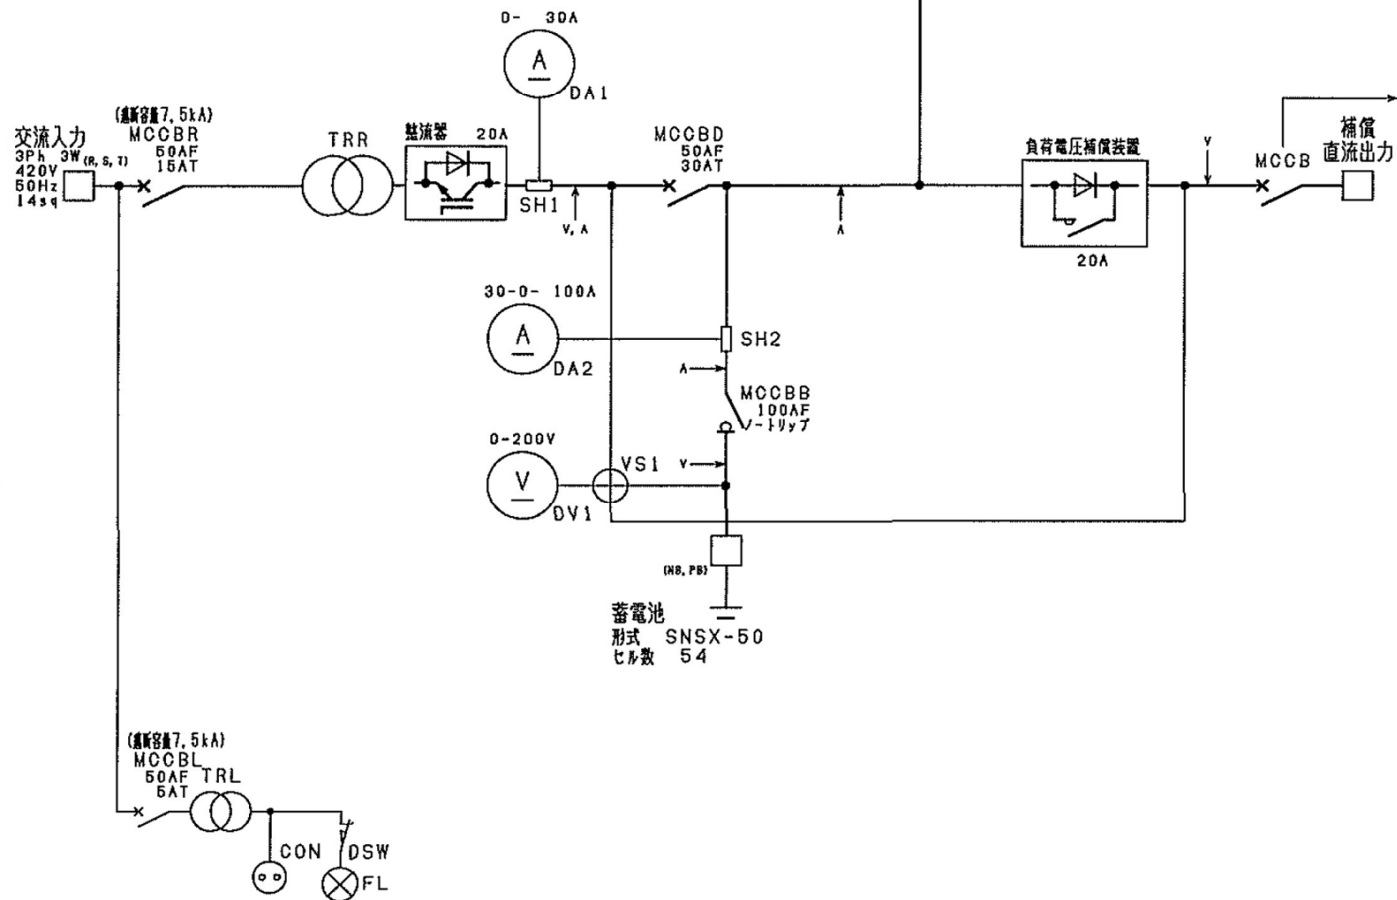 0- 30A
A
DA1
(遮断容量7,5kA)
MCCBR
50AF
15AT
交流入力
3Ph 3W(R,S,T)
420V
50Hz
14sq
TRR
整流器 20A
SH1
V,A
MCCBD
50AF
30AT
A
負荷電圧補償装置
20A
V
MCCB
補償
直流出力
30-0- 100A
A
DA2
SH2
A
MCCBB
100AF
ノートリップ
0-200V
V
DV1
VS1
V
(NB,PB)
蓄電池
形式 SNSX-50
セル数 54
(遮断容量7,5kA)
MCCBL
50AF
5AT
TRL
CON
DSW
FL